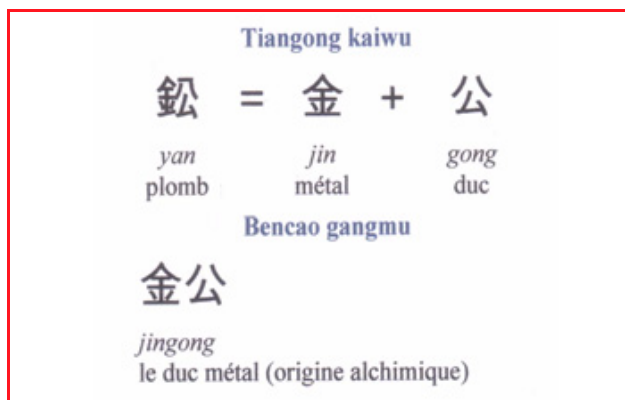 Tiangong kaiwu
鈆 = 金 + 公
yan jin gong
plomb métal duc
Bencao gangmu
金公
jingong
le duc métal (origine alchimique)